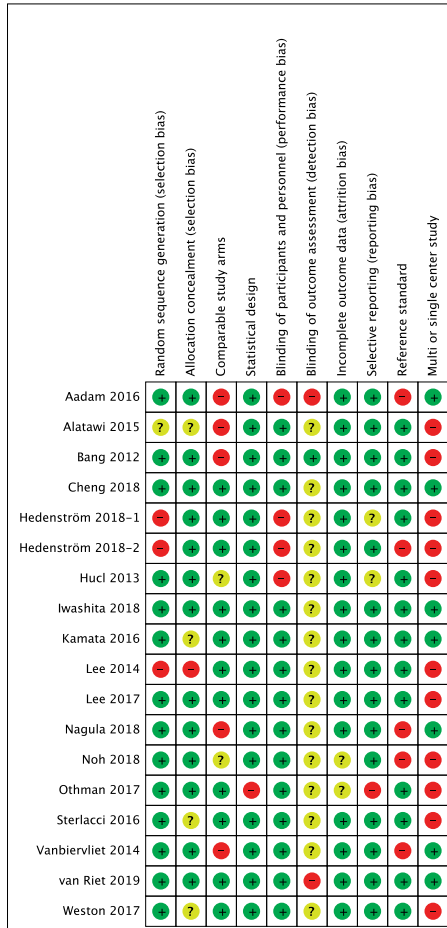 Random sequence generation (selection bias)
Allocation concealment (selection bias)
Comparable study arms
Statistical design
Blinding of participants and personnel (performance bias)
Blinding of outcome assessment (detection bias)
Incomplete outcome data (attrition bias)
Selective reporting (reporting bias)
Reference standard
Multi or single center study
Aadam 2016 + + − + − − + + − +
Alatawi 2015 ? ? − + + ? + + + −
Bang 2012 + + − + + + + + + −
Cheng 2018 + + + + + ? + + + +
Hedenström 2018-1 − + + + − ? + ? + −
Hedenström 2018-2 − + + + − ? + + − −
Hucl 2013 + + ? + − ? + ? + −
Iwashita 2018 + + + + + ? + + + +
Kamata 2016 + ? + + + ? + + + +
Lee 2014 − − + + + ? + + + −
Lee 2017 + + + + + ? + + + −
Nagula 2018 + + − + + ? + + − +
Noh 2018 + + ? + + ? ? + − −
Othman 2017 + + + − + ? ? − + −
Sterlacci 2016 + ? + + + ? + + + −
Vanbiervliet 2014 + + − + + ? + + − +
van Riet 2019 + + + + + − + + + +
Weston 2017 + ? + + + ? + + + −